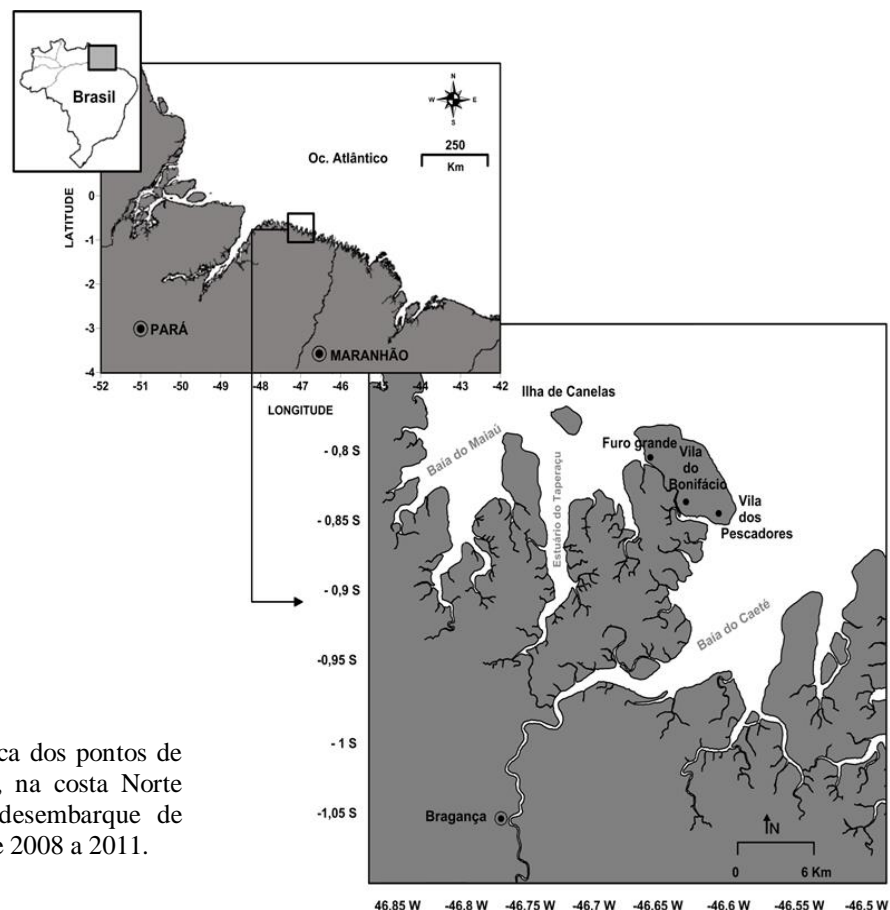 Brasil
N
W E
S
250
Km
Oc. Atlântico
LATITUDE
0
-1
-2
-3
-4
PARÁ
MARANHÃO
-52 -51 -50 -49 -48 -47 -46 -45 -44 -43 -42
LONGITUDE
Ilha de Canelas
Furo grande
Vila
do
Bonifácio
Vila
dos
Pescadores
Baía do Maiaú
Estuário do Taperaçu
Baía do Caeté
Bragança
- 0,8 S
- 0,85 S
- 0,9 S
-0,95 S
- 1 S
-1,05 S
N
0 6 Km
46.85 W -46.8 W -46.75 W -46.7 W -46.65 W -46.6 W -46.55 W -46.5 W
ca dos pontos de
, na costa Norte
desembarque de
e 2008 a 2011.